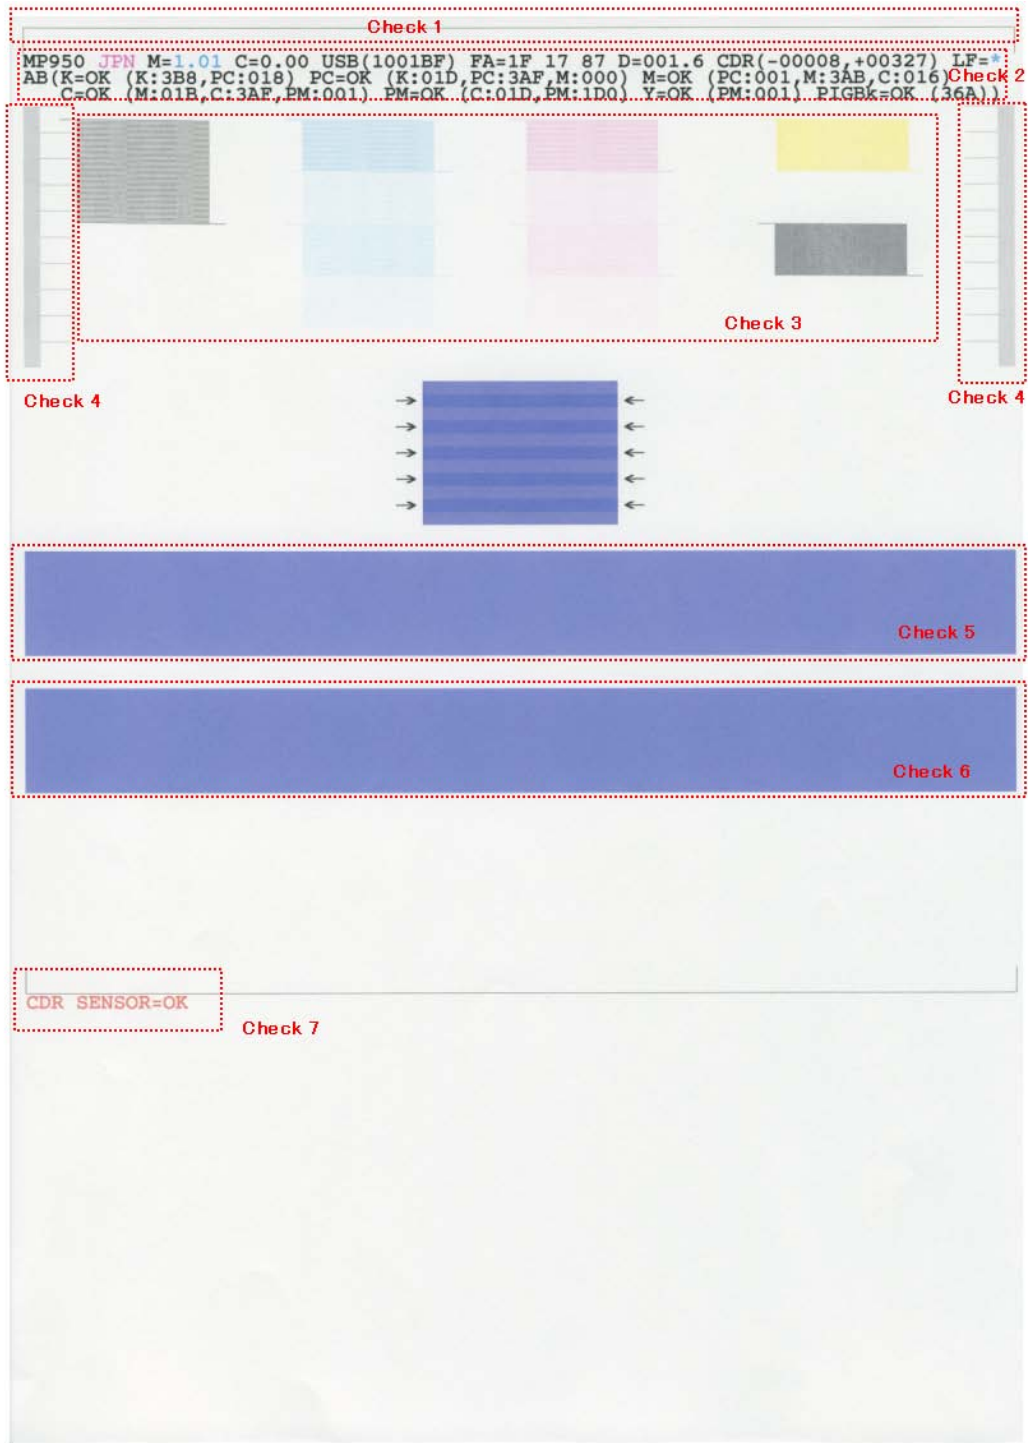 Check 1
MP950 JPN M=1.01 C=0.00 USB(1001BF) FA=1F 17 87 D=001.6 CDR(-00008,+00327) LF=*
AB(K=OK (K:3B8,PC:018) PC=OK (K:01D,PC:3AF,M:000) M=OK (PC:001,M:3AB,C:016)
Check 2
C=OK (M:01B,C:3AF,PM:001) PM=OK (C:01D,PM:1D0) Y=OK (PM:001) PIGBk=OK (36A))
Check 3
Check 4
Check 4
Check 5
Check 6
CDR SENSOR=OK
Check 7